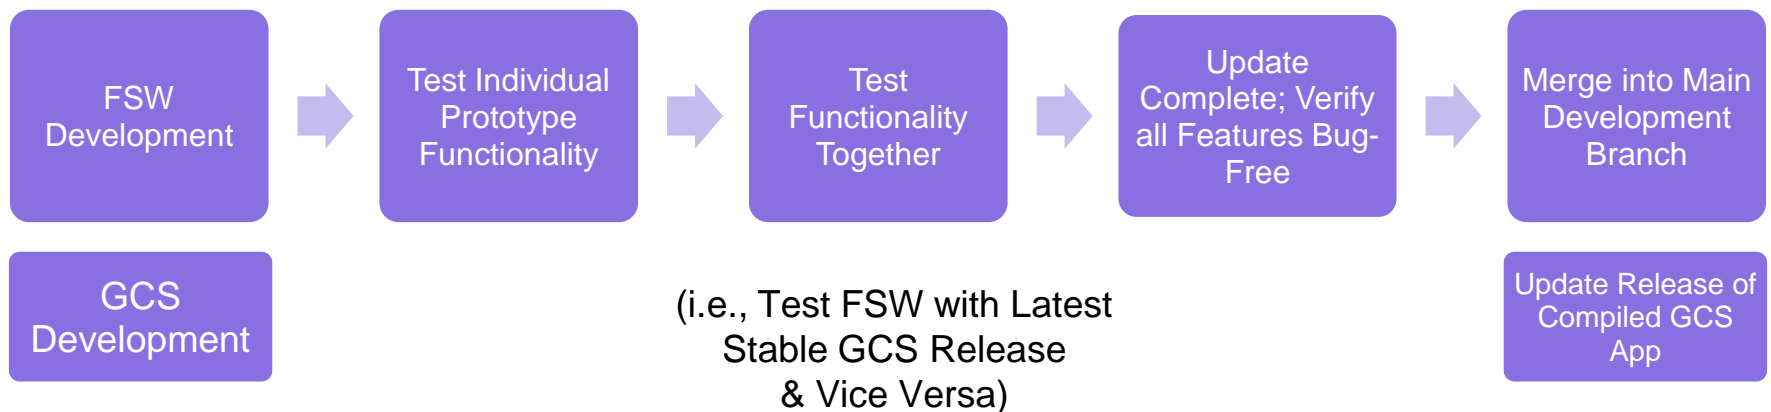 FSW
Development
Test Individual
Prototype
Functionality
Test
Functionality
Together
Update
Complete; Verify
all Features Bug-
Free
Merge into Main
Development
Branch
GCS
Development
(i.e., Test FSW with Latest
Stable GCS Release
& Vice Versa)
Update Release of
Compiled GCS
App